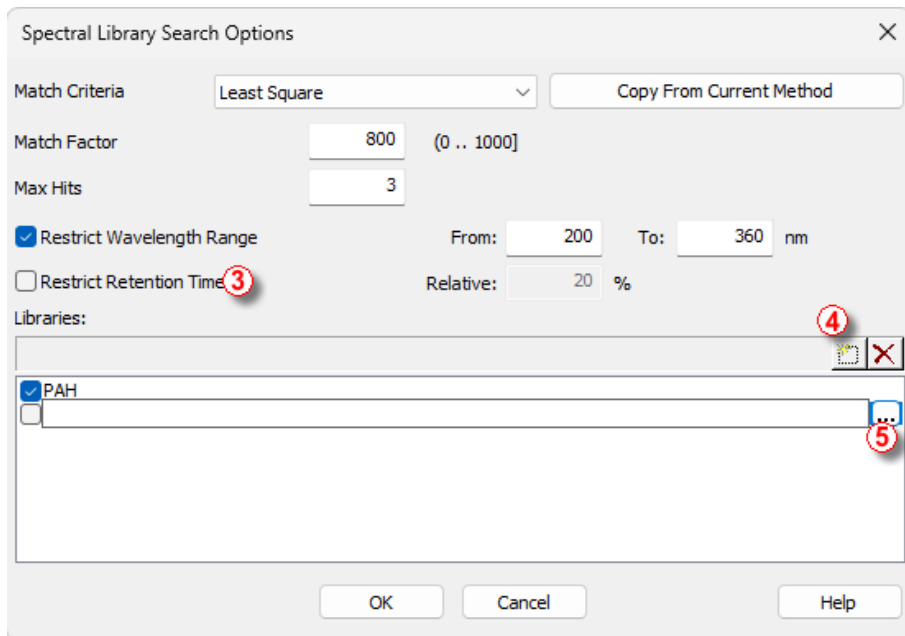 Spectral Library Search Options
Match Criteria Least Square Copy From Current Method
Match Factor 800 (0 .. 1000]
Max Hits 3
Restrict Wavelength Range From: 200 To: 360 nm
Restrict Retention Time 3 Relative: 20 %
Libraries:
4
PAH
...
5
OK Cancel Help